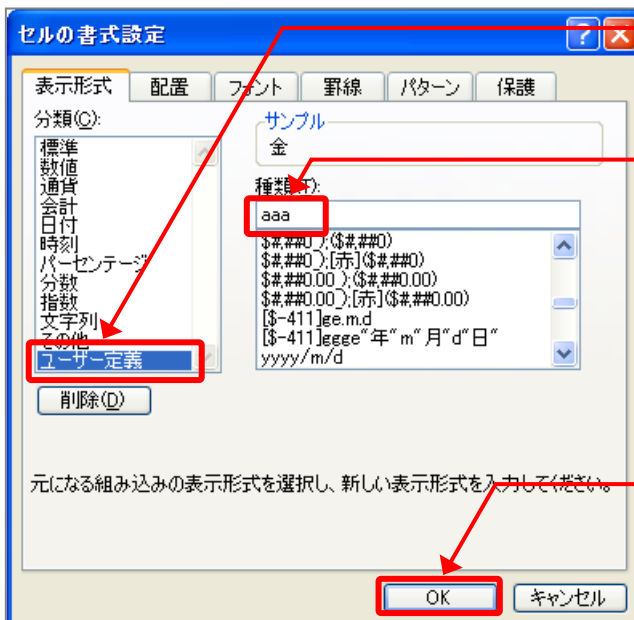 セルの書式設定
表示形式 配置 フォント 罫線 パターン 保護
分類(C):
標準
数値
通貨
会計
日付
時刻
パーセンテージ
分数
指数
文字列
その他
ユーザー定義
削除(D)
サンプル
金
種類(T):
aaa
$#,##0_);($#,##0)
$#,##0_);[赤]($#,##0)
$#,##0.00_);($#,##0.00)
$#,##0.00_);[赤]($#,##0.00)
[$-411]ge.m.d
[$-411]ggge"年"m"月"d"日"
yyyy/m/d
元になる組み込みの表示形式を選択し、新しい表示形式を入力してください。
OK キャンセル